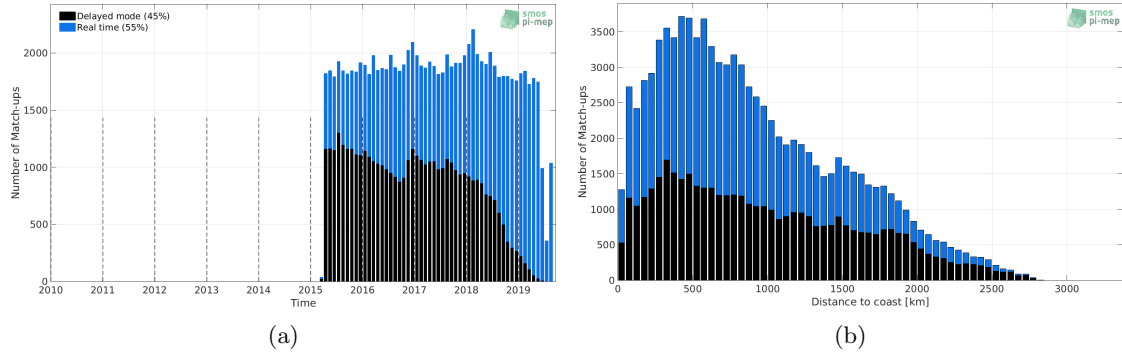 Delayed mode (45%)
Real time (55%)
smos
pi-mep
Number of Match-ups
2000
1500
1000
500
0
2010 2011 2012 2013 2014 2015 2016 2017 2018 2019
Time
(a)
smos
pi-mep
Number of Match-ups
3500
3000
2500
2000
1500
1000
500
0
0 500 1000 1500 2000 2500 3000
Distance to coast [km]
(b)